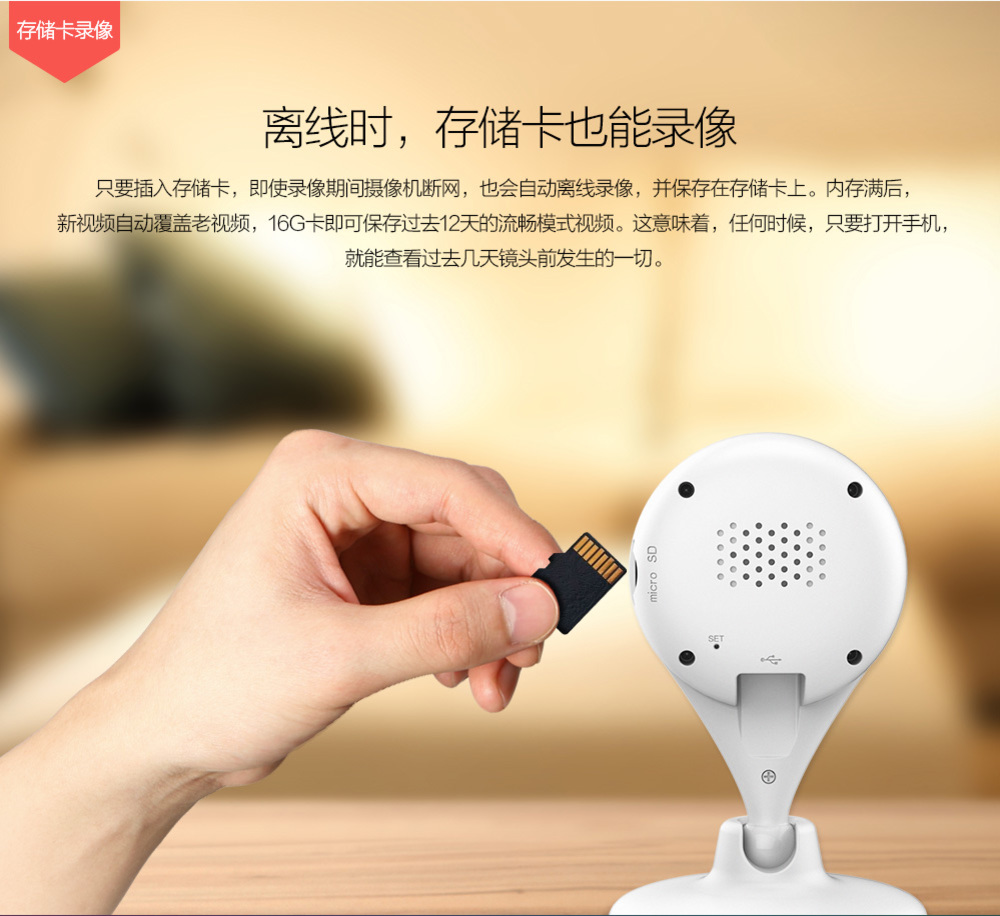 存储卡录像
离线时，存储卡也能录像
只要插入存储卡，即使录像期间摄像机断网，也会自动离线录像，并保存在存储卡上。内存满后，
新视频自动覆盖老视频，16G卡即可保存过去12天的流畅模式视频。这意味着，任何时候，只要打开手机，
就能查看过去几天镜头前发生的一切。
micro SD
SET